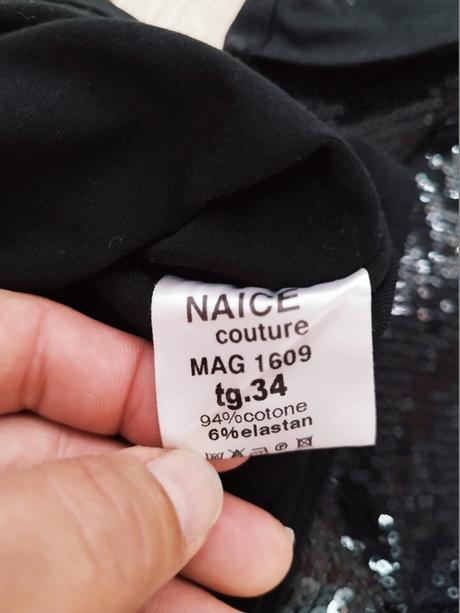 NAICE
couture
MAG 1609
tg.34
94%cotone
6%elastan